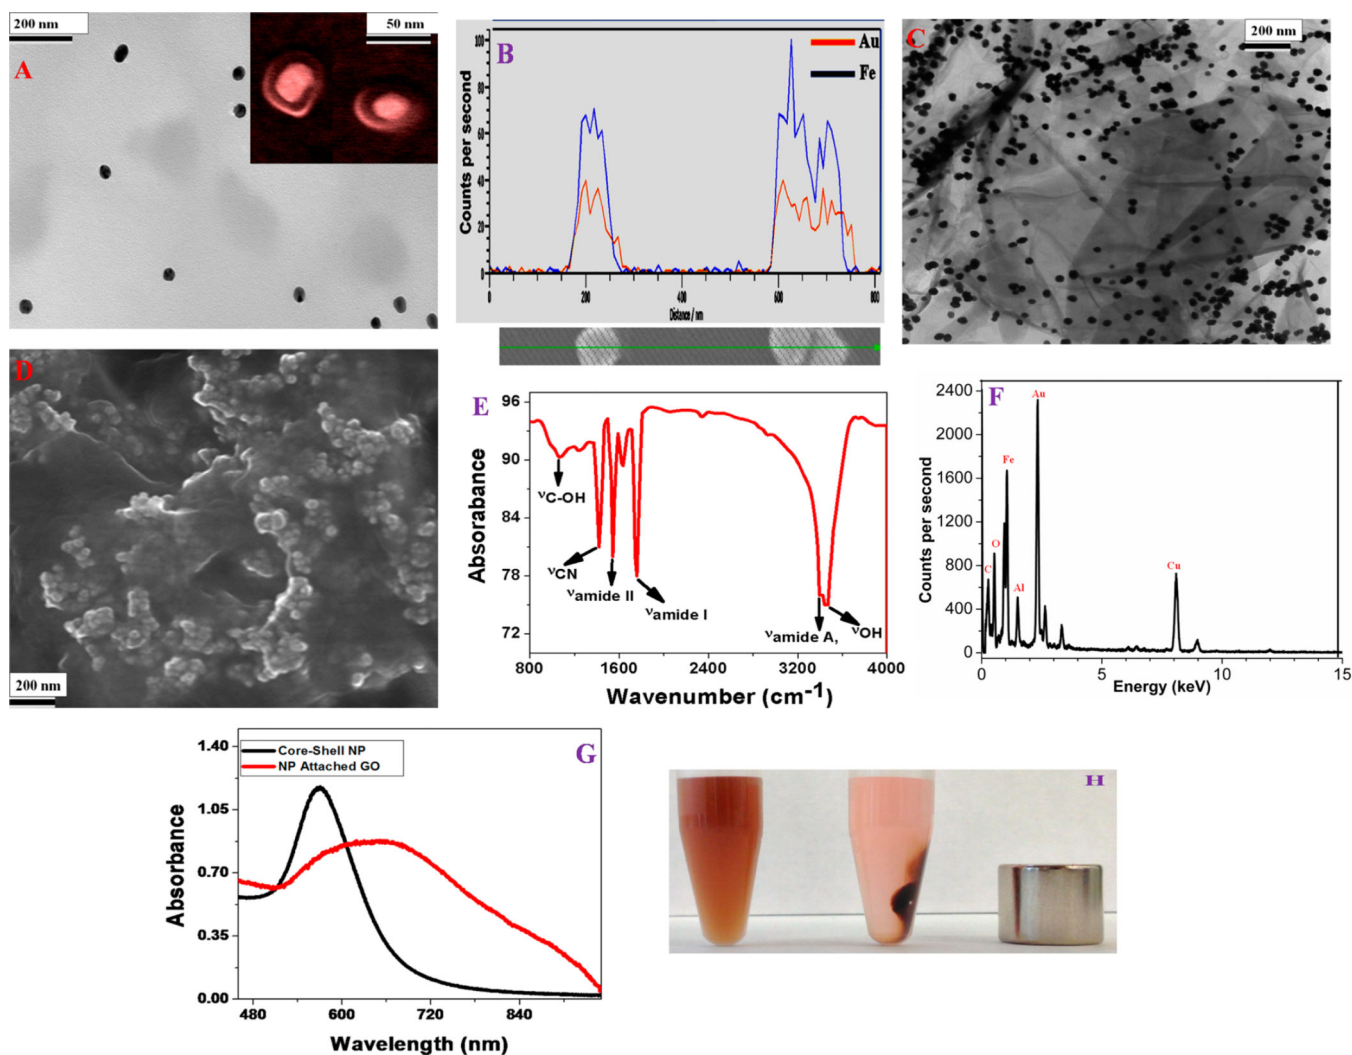 200 nm
50 nm
A
B
Au
Fe
Counts per second
100
80
60
40
20
0
0
200
400
600
800
Distance / nm
C
200 nm
D
200 nm
E
96
90
84
78
72
Absorabance
νC-OH
νCN
νamide II
νamide I
νamide A,
νOH
800
1600
2400
3200
4000
Wavenumber (cm-1)
F
2400
2000
1600
1200
800
400
0
Counts per second
C
O
Fe
Al
Au
Cu
0
5
10
15
Energy (keV)
G
Core-Shell NP
NP Attached GO
1.40
1.05
0.70
0.35
0.00
Absorbance
480
600
720
840
Wavelength (nm)
H